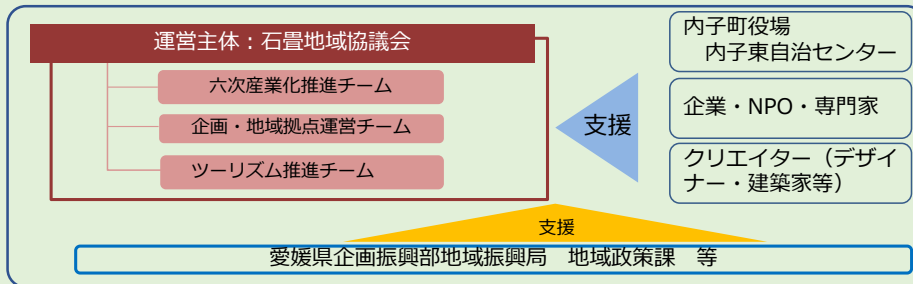 運営主体：石畳地域協議会
六次産業化推進チーム
企画・地域拠点運営チーム
ツーリズム推進チーム
支援
内子町役場
内子東自治センター
企業・NPO・専門家
クリエイター（デザイ
ナー・建築家等）
支援
愛媛県企画振興部地域振興局　地域政策課　等